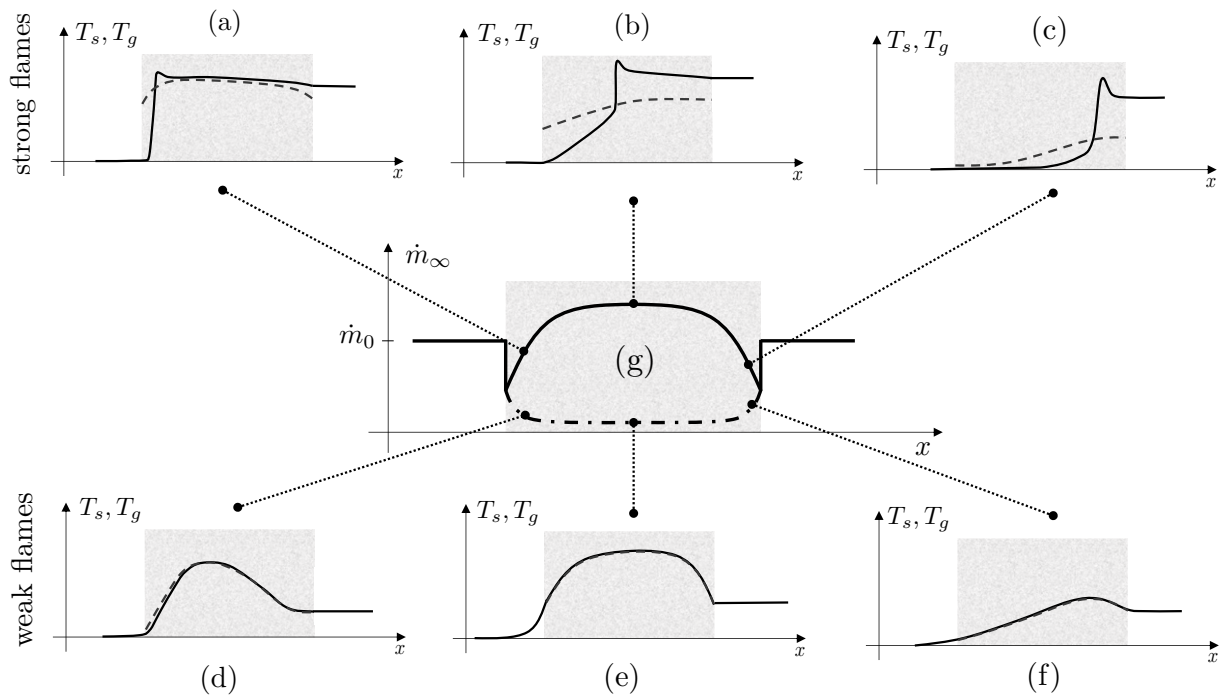 (a)
(b)
(c)
strong flames
T_s, T_g
x
T_s, T_g
x
T_s, T_g
x
ṁ_∞
ṁ_0
(g)
x
weak flames
T_s, T_g
x
T_s, T_g
x
T_s, T_g
x
(d)
(e)
(f)